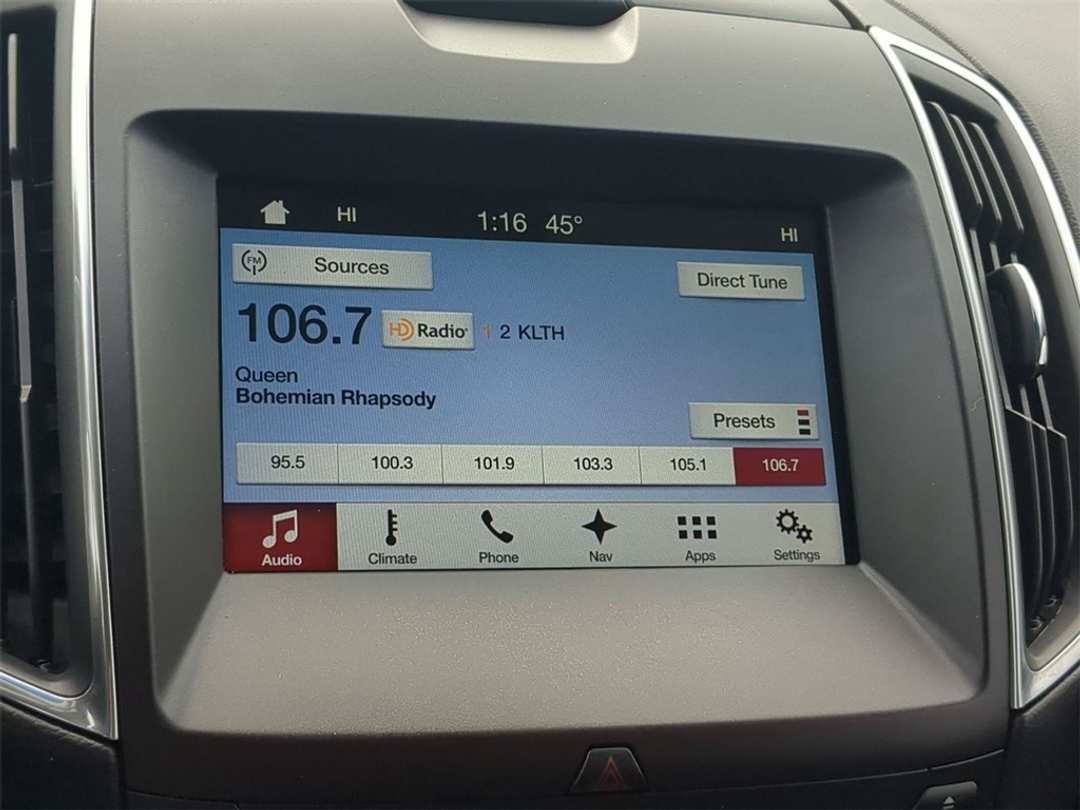 HI 1:16 45° HI
FM Sources
Direct Tune
106.7 HD Radio 1 2 KLTH
Queen
Bohemian Rhapsody
Presets
95.5 100.3 101.9 103.3 105.1 106.7
Audio Climate Phone Nav Apps Settings